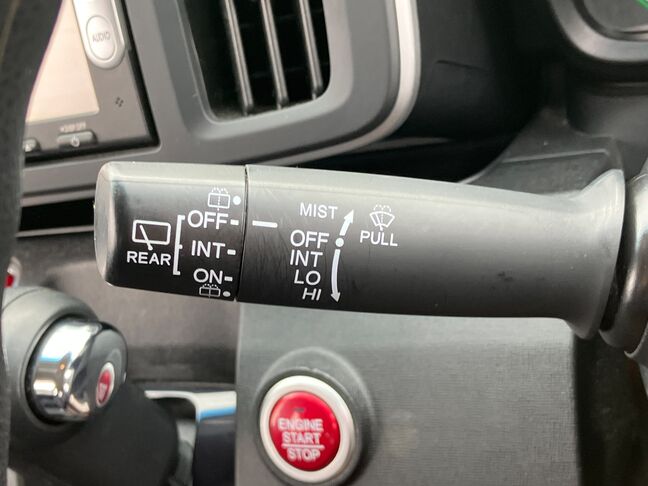 AUDIO
OFF
REAR
INT
ON
MIST
PULL
OFF
INT
LO
HI
ENGINE
START
STOP